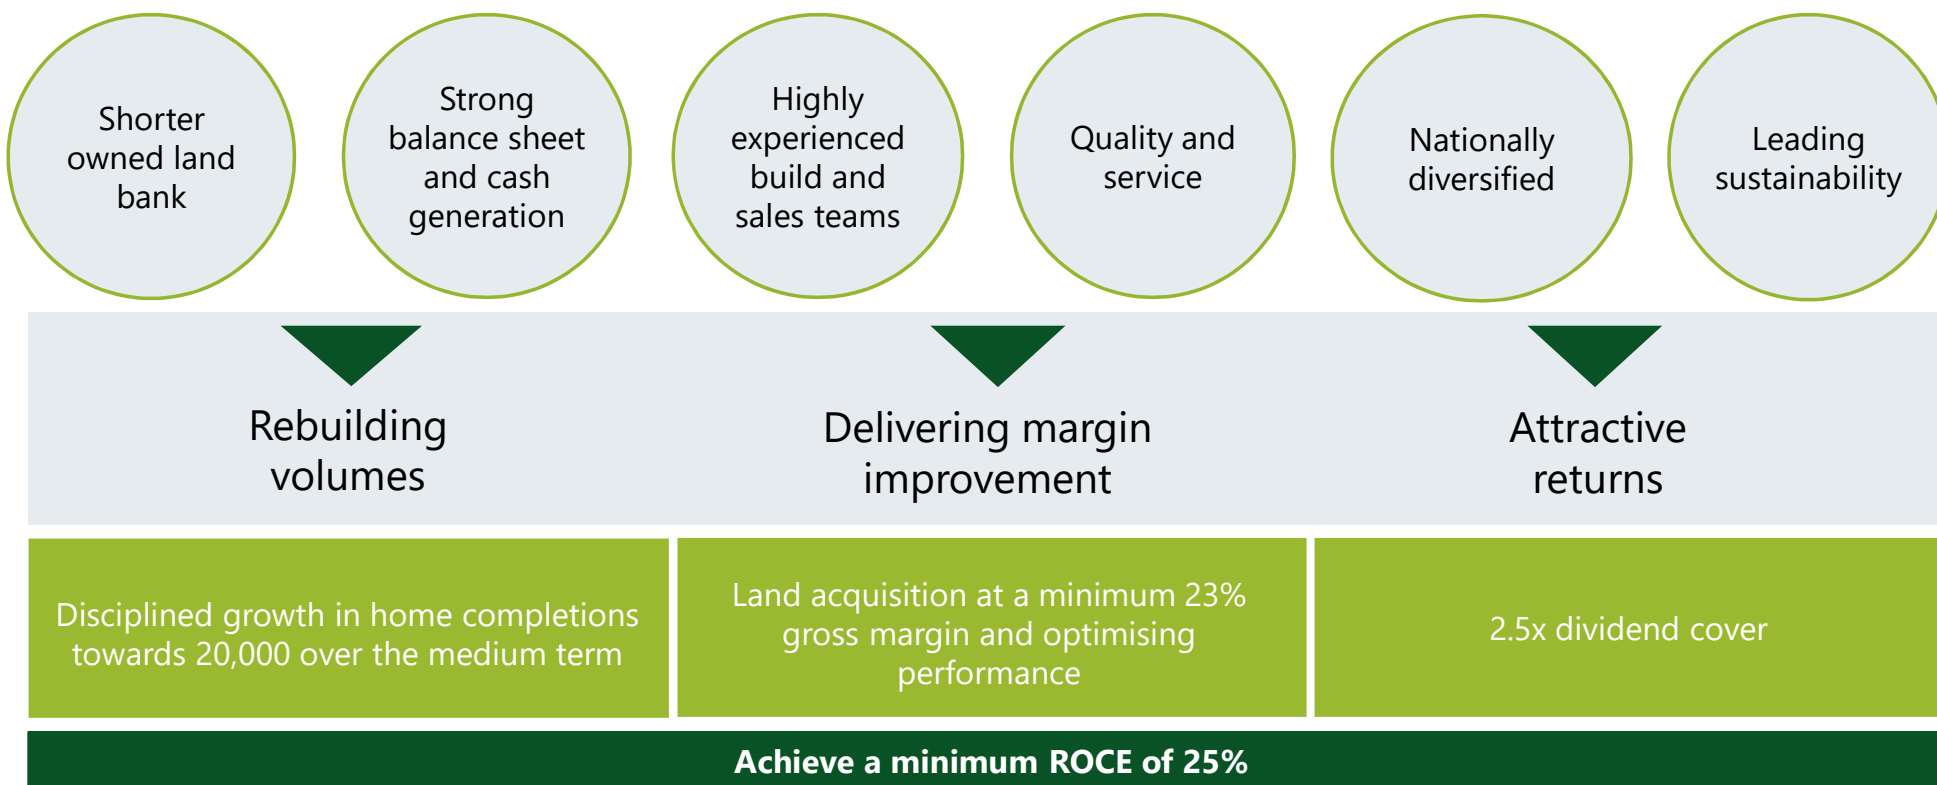 Shorter
owned land
bank
Strong
balance sheet
and cash
generation
Highly
experienced
build and
sales teams
Quality and
service
Nationally
diversified
Leading
sustainability
Rebuilding
volumes
Delivering margin
improvement
Attractive
returns
Disciplined growth in home completions
towards 20,000 over the medium term
Land acquisition at a minimum 23%
gross margin and optimising
performance
2.5x dividend cover
Achieve a minimum ROCE of 25%